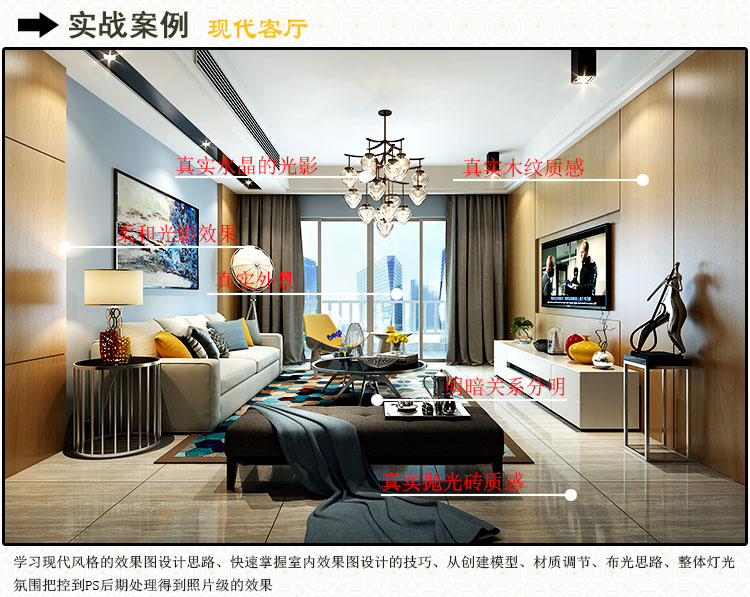 实战案例 现代客厅
真实水晶的光影
真实木纹质感
柔和光影效果
真实外景
明暗关系分明
真实抛光砖质感
学习现代风格的效果图设计思路、快速掌握室内效果图设计的技巧、从创建模型、材质调节、布光思路、整体灯光
氛围把控到PS后期处理得到照片级的效果